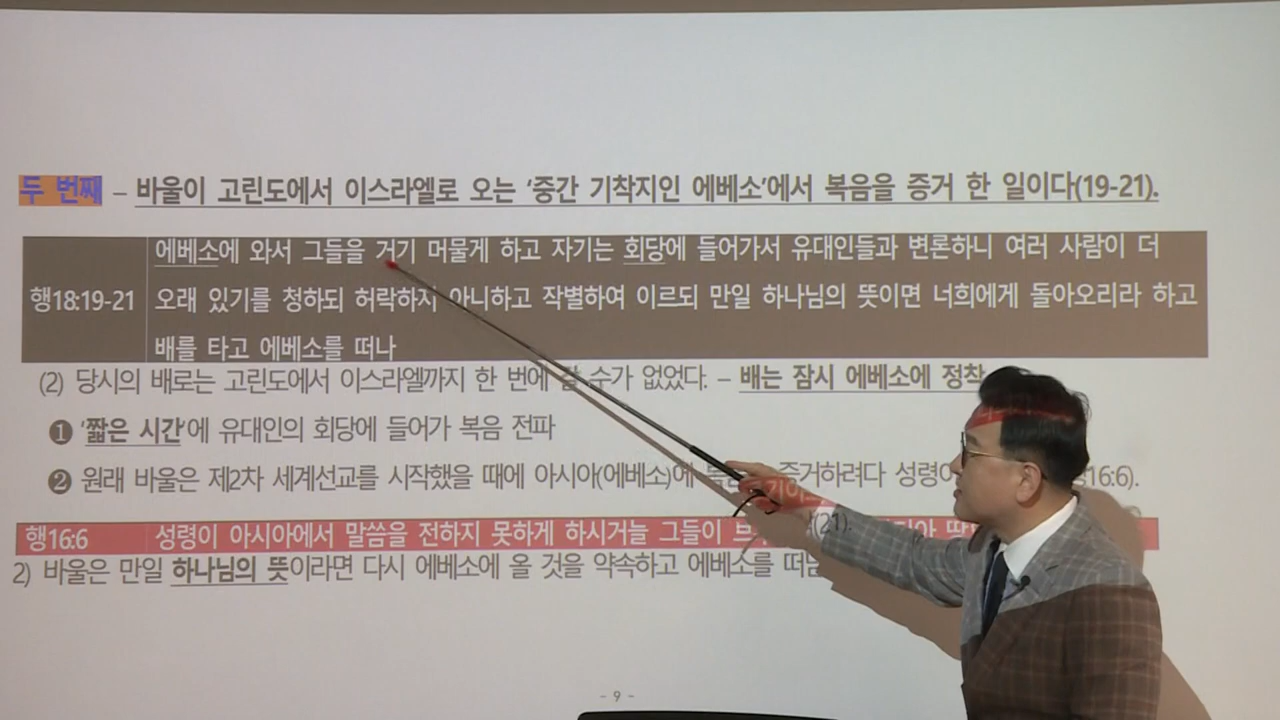 두 번째 – 바울이 고린도에서 이스라엘로 오는 ‘중간 기착지인 에베소’에서 복음을 증거 한 일이다(19-21).
행18:19-21
에베소에 와서 그들을 거기 머물게 하고 자기는 회당에 들어가서 유대인들과 변론하니 여러 사람이 더
오래 있기를 청하되 허락하지 아니하고 작별하여 이르되 만일 하나님의 뜻이면 너희에게 돌아오리라 하고
배를 타고 에베소를 떠나
(2) 당시의 배로는 고린도에서 이스라엘까지 한 번에 갈 수가 없었다. – 배는 잠시 에베소에 정착
❶ ‘짧은 시간’에 유대인의 회당에 들어가 복음 전파
❷ 원래 바울은 제2차 세계선교를 시작했을 때에 아시아(에베소)에 증거하려다 성령이 16:6).
행16:6 성령이 아시아에서 말씀을 전하지 못하게 하시거늘 그들이
2) 바울은 만일 하나님의 뜻이라면 다시 에베소에 올 것을 약속하고 에베소를 떠남 (21).
- 9 -